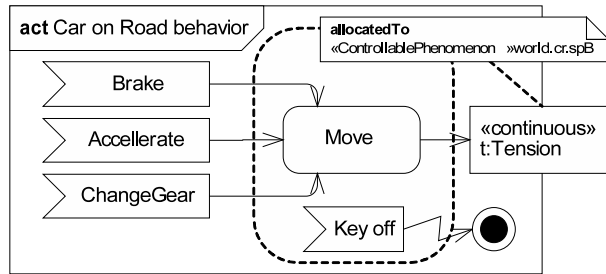 act Car on Road behavior
allocatedTo
«ControllablePhenomenon »world.cr.spB
Brake
Accellerate
Move
«continuous»
t:Tension
ChangeGear
Key off